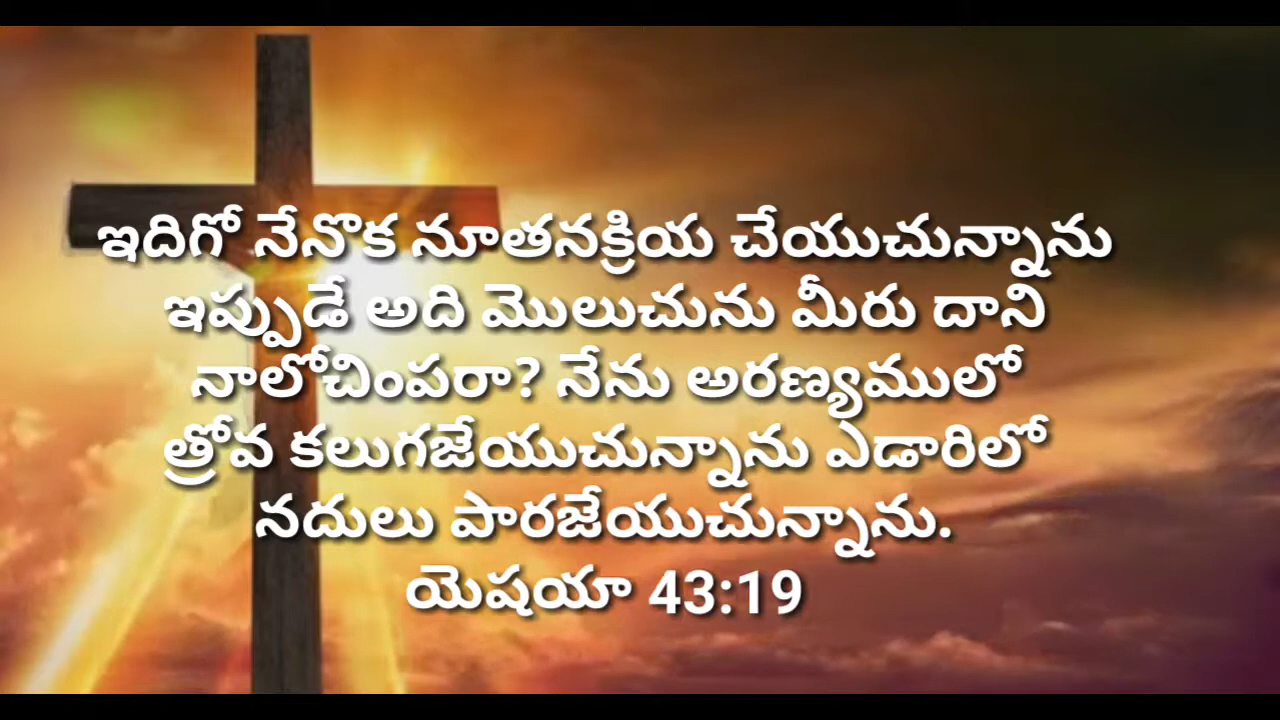 ఇదిగో నేనొక నూతనక్రియ చేయుచున్నాను
ఇప్పుడే అది మొలుచును మీరు దాని
నాలోచింపరా? నేను అరణ్యములో
త్రోవ కలుగజేయుచున్నాను ఎడారిలో
నదులు పారజేయుచున్నాను.
యెషయా 43:19